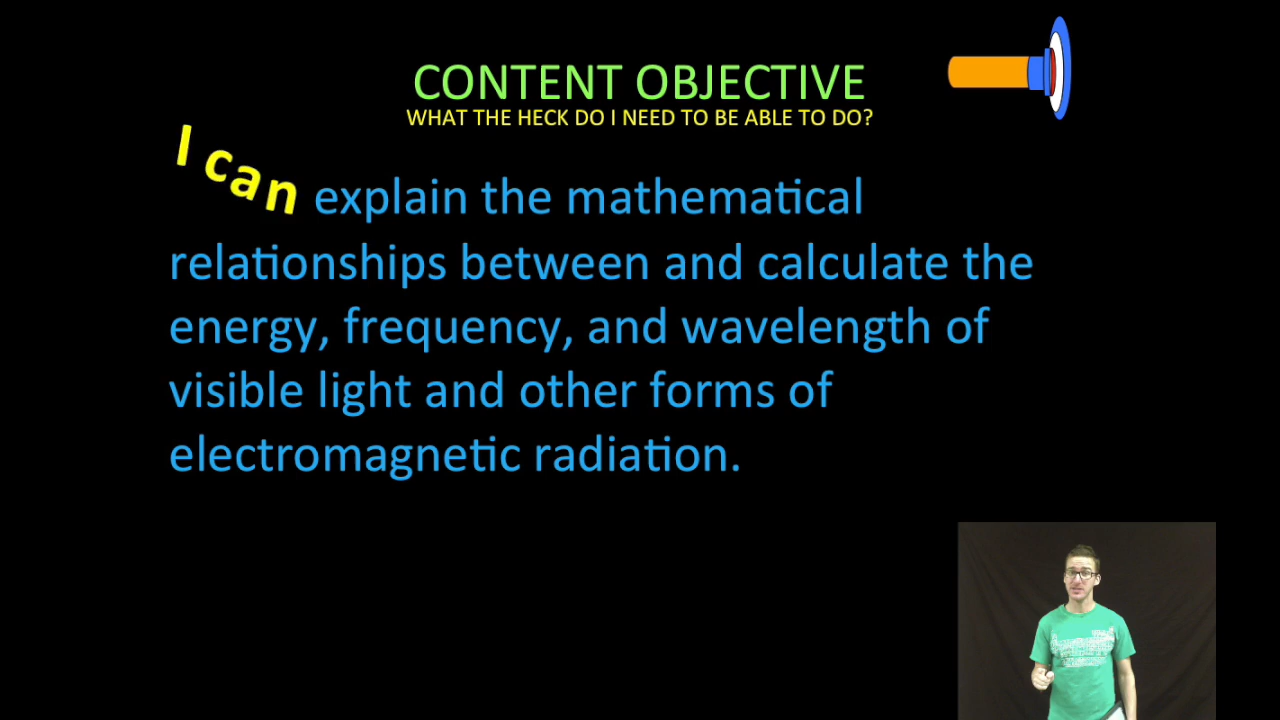 CONTENT OBJECTIVE
WHAT THE HECK DO I NEED TO BE ABLE TO DO?
I can explain the mathematical
relationships between and calculate the
energy, frequency, and wavelength of
visible light and other forms of
electromagnetic radiation.